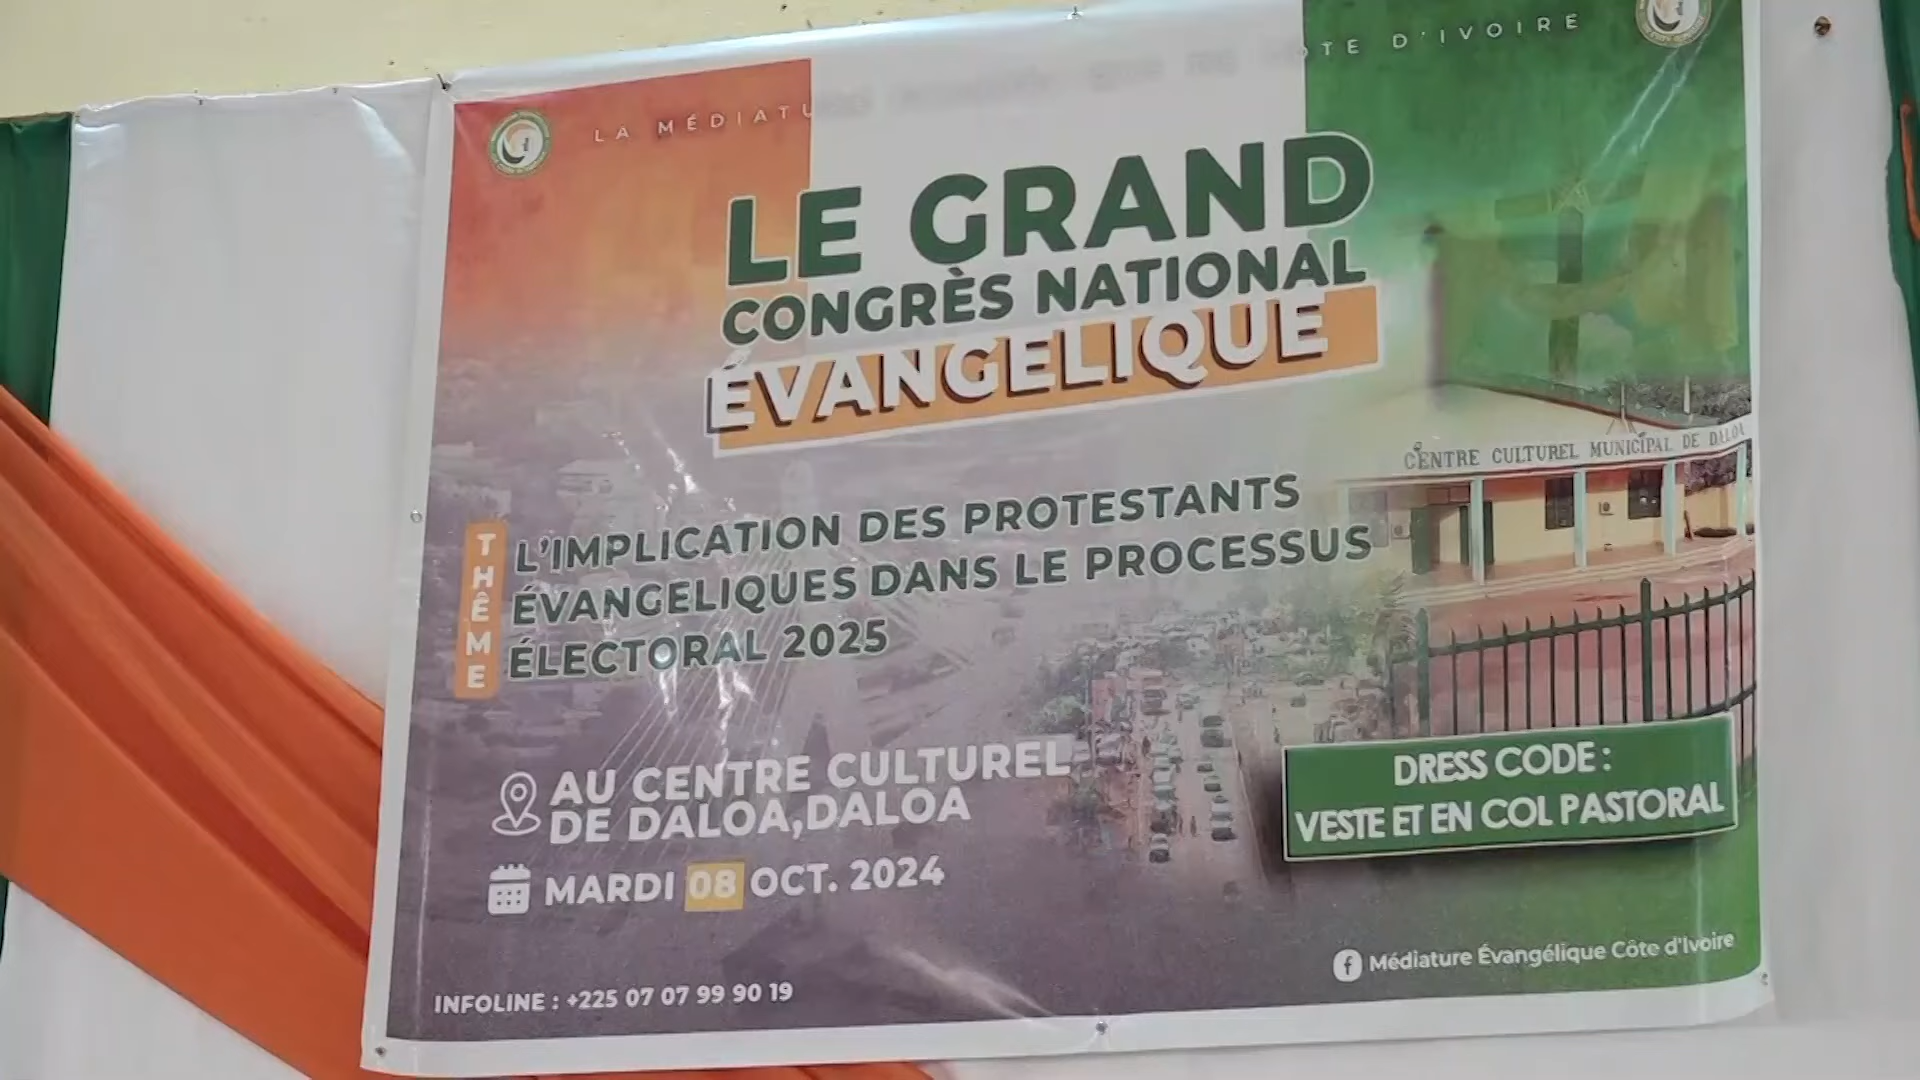 LA MÉDIATU
OTE D'IVOIRE
LE GRAND
CONGRÈS NATIONAL
ÉVANGELIQUE
CENTRE CULTUREL MUNICIPAL DE DALOA
THÊME
L'IMPLICATION DES PROTESTANTS
ÉVANGELIQUES DANS LE PROCESSUS
ÉLECTORAL 2025
AU CENTRE CULTUREL
DE DALOA,DALOA
MARDI 08 OCT. 2024
DRESS CODE :
VESTE ET EN COL PASTORAL
Médiature Évangélique Côte d'Ivoire
INFOLINE : +225 07 07 99 90 19